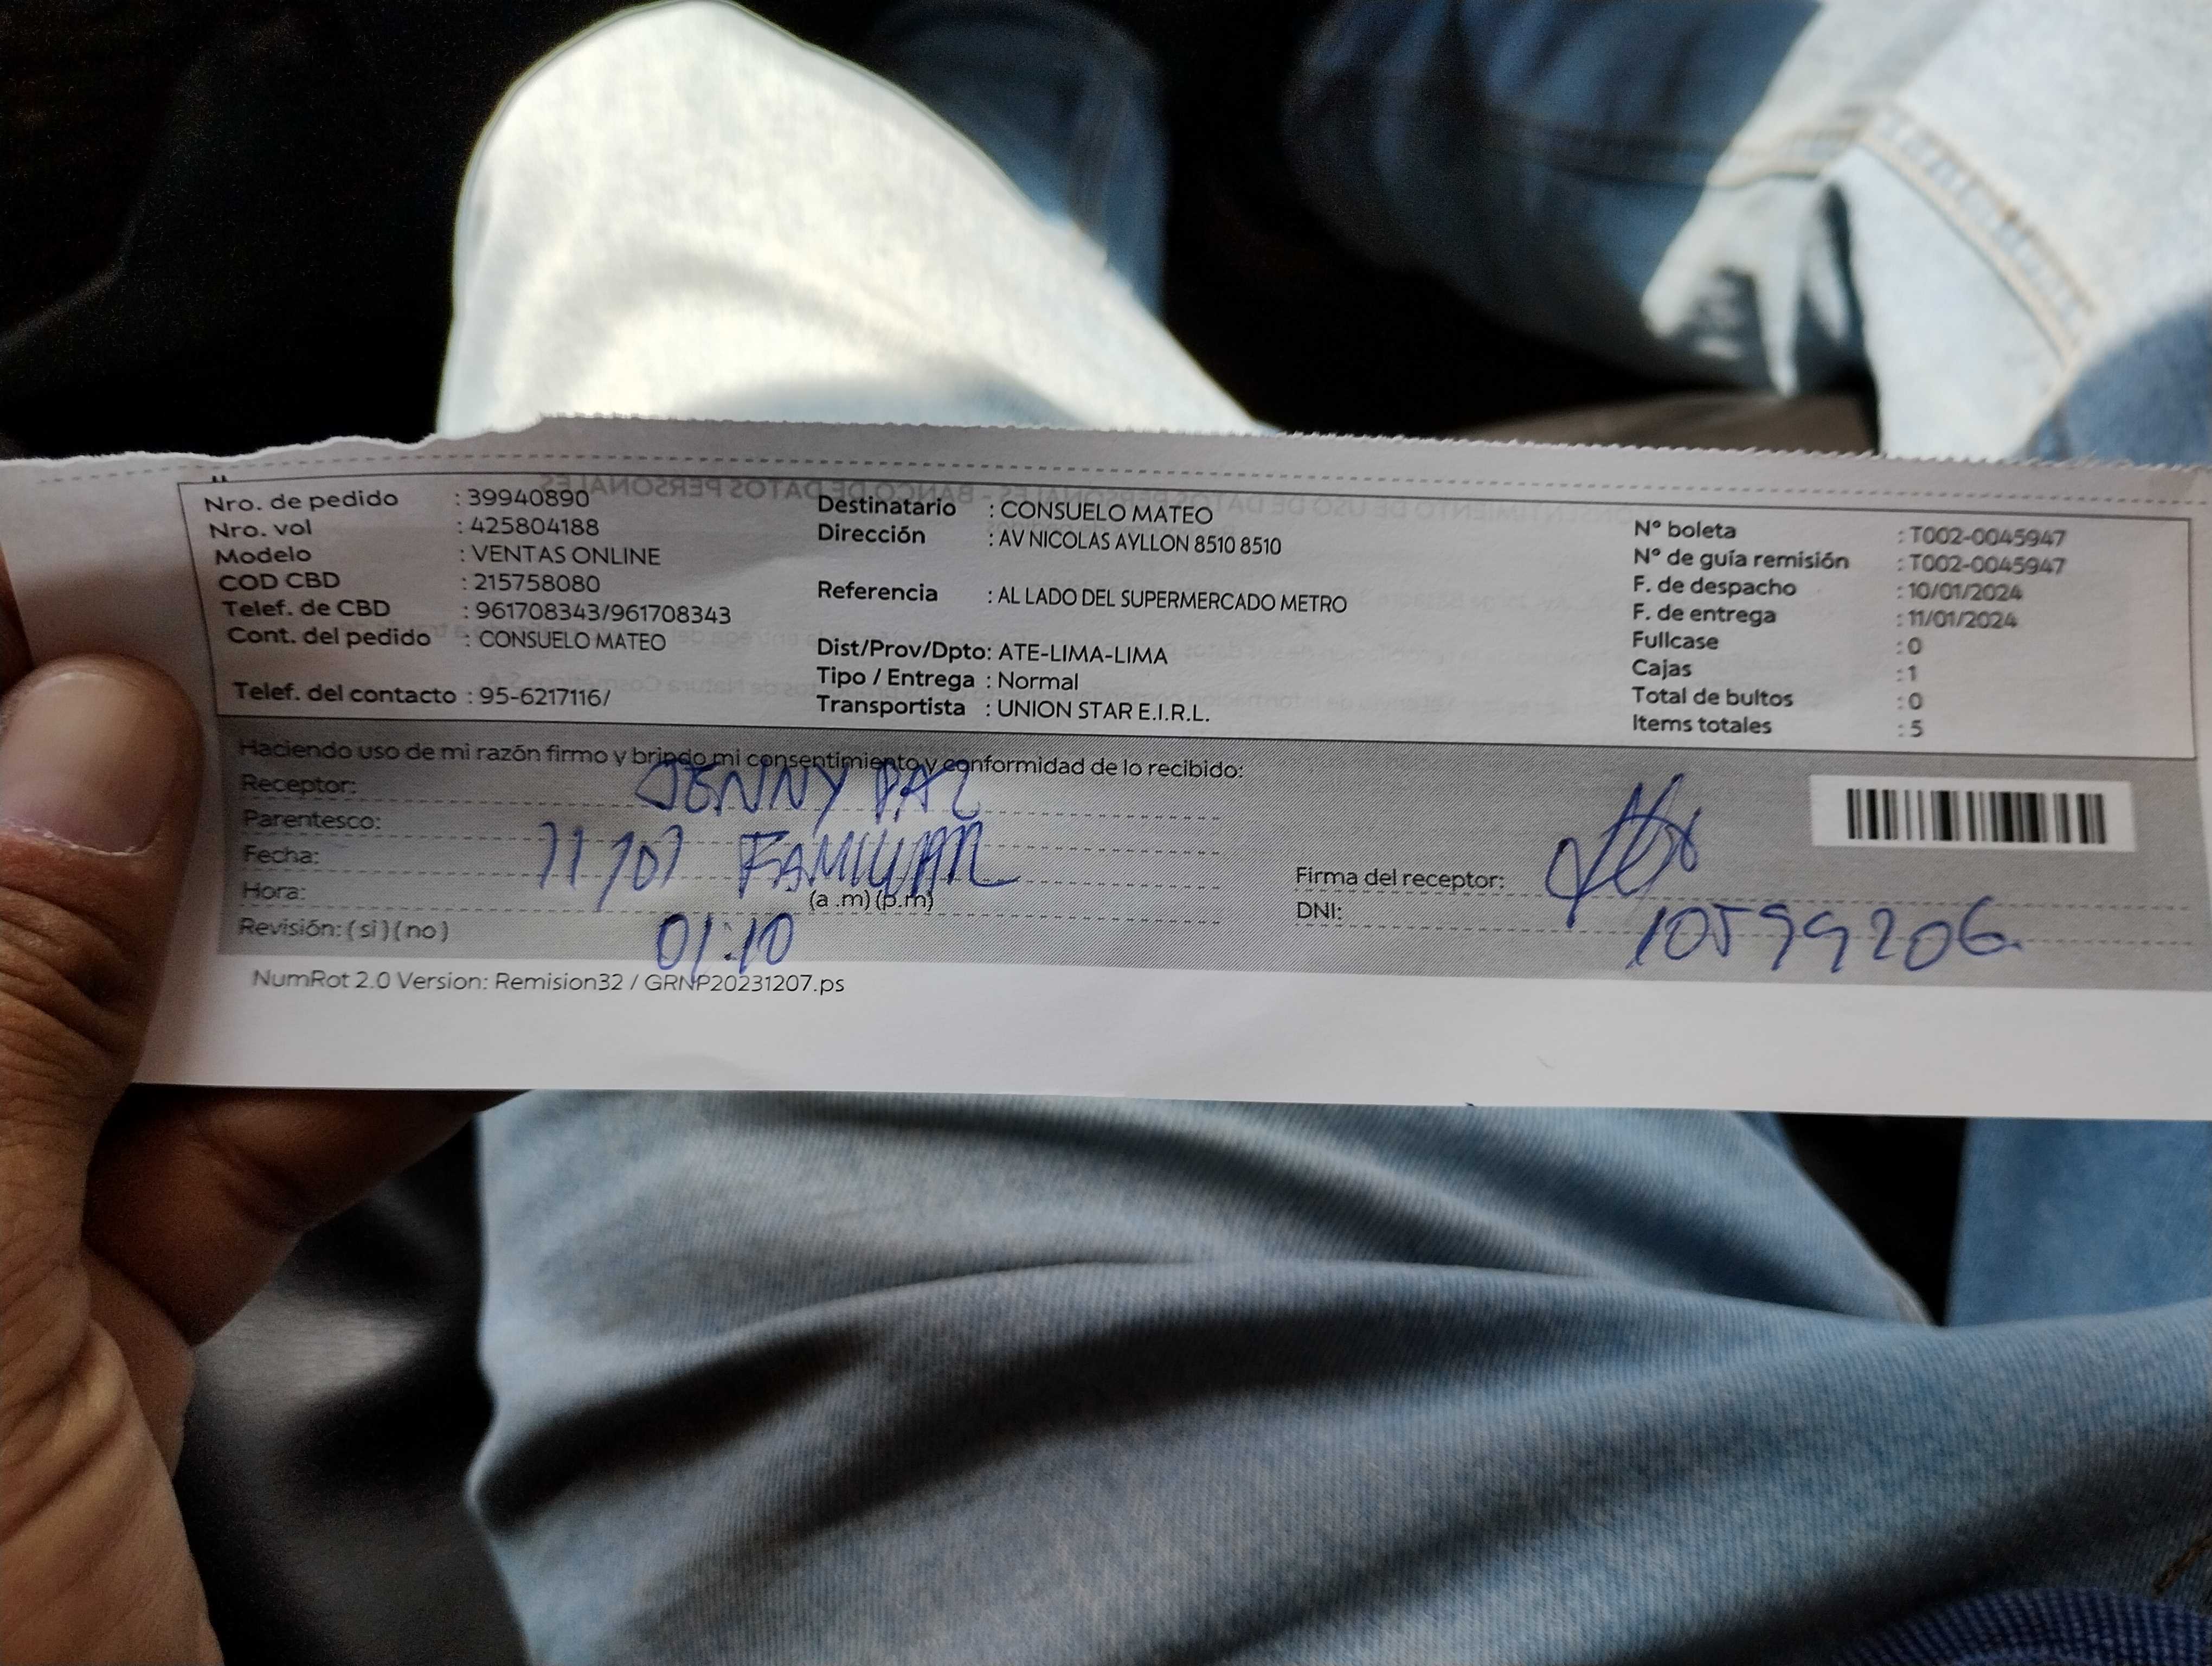 Nro. de pedido : 39940890
Nro. vol : 425804188
Modelo : VENTAS ONLINE
COD CBD : 215758080
Telef. de CBD : 961708343/961708343
Cont. del pedido : CONSUELO MATEO
Telef. del contacto : 95-6217116/
Destinatario : CONSUELO MATEO
Dirección : AV NICOLAS AYLLON 8510 8510
Referencia : AL LADO DEL SUPERMERCADO METRO
Dist/Prov/Dpto: ATE-LIMA-LIMA
Tipo / Entrega : Normal
Transportista : UNION STAR E.I.R.L.
N° boleta : T002-0045947
N° de guía remisión : T002-0045947
F. de despacho : 10/01/2024
F. de entrega : 11/01/2024
Fullcase : 0
Cajas : 1
Total de bultos : 0
Items totales : 5
Haciendo uso de mi razón firmo y brindo mi consentimiento y conformidad de lo recibido:
Receptor: JENNY PAZ
Parentesco: FAMILIAR
Fecha: 11/01
Hora: 01:10 (a .m) (p.m)
Revisión: ( si ) ( no )
Firma del receptor:
DNI: 10599206
NumRot 2.0 Version: Remision32 / GRNP20231207.ps